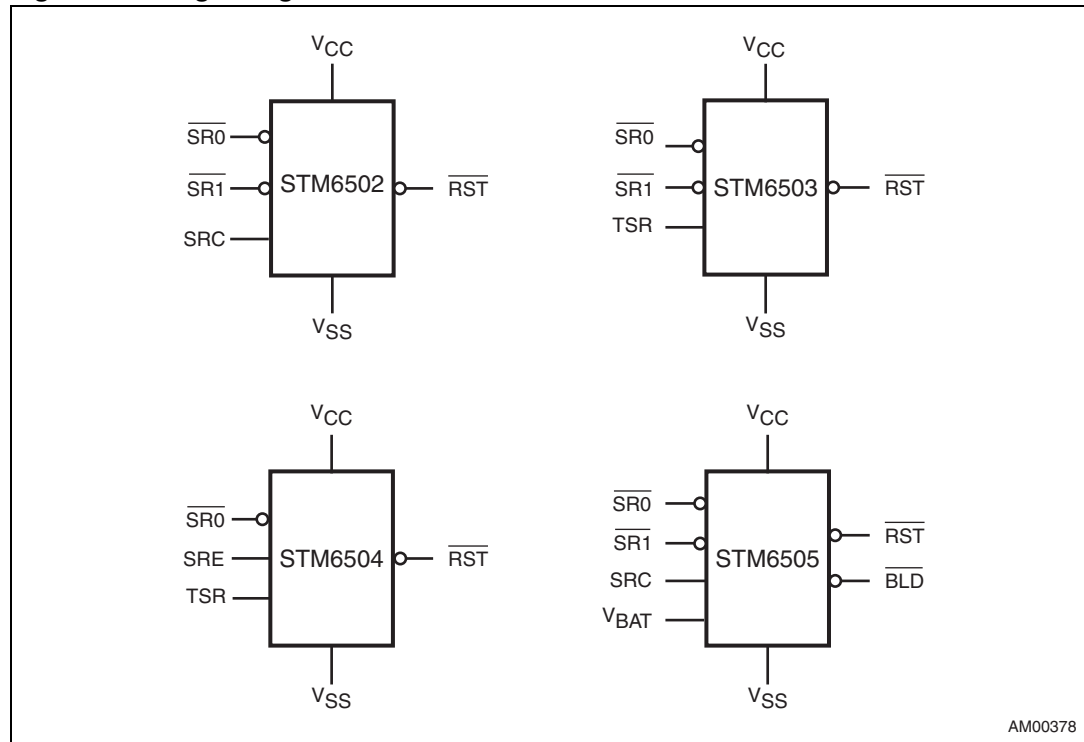 VCC
SR0
SR1
SRC
STM6502
RST
VSS
VCC
SR0
SR1
TSR
STM6503
RST
VSS
VCC
SR0
SRE
TSR
STM6504
RST
VSS
VCC
SR0
SR1
SRC
VBAT
STM6505
RST
BLD
VSS
AM00378